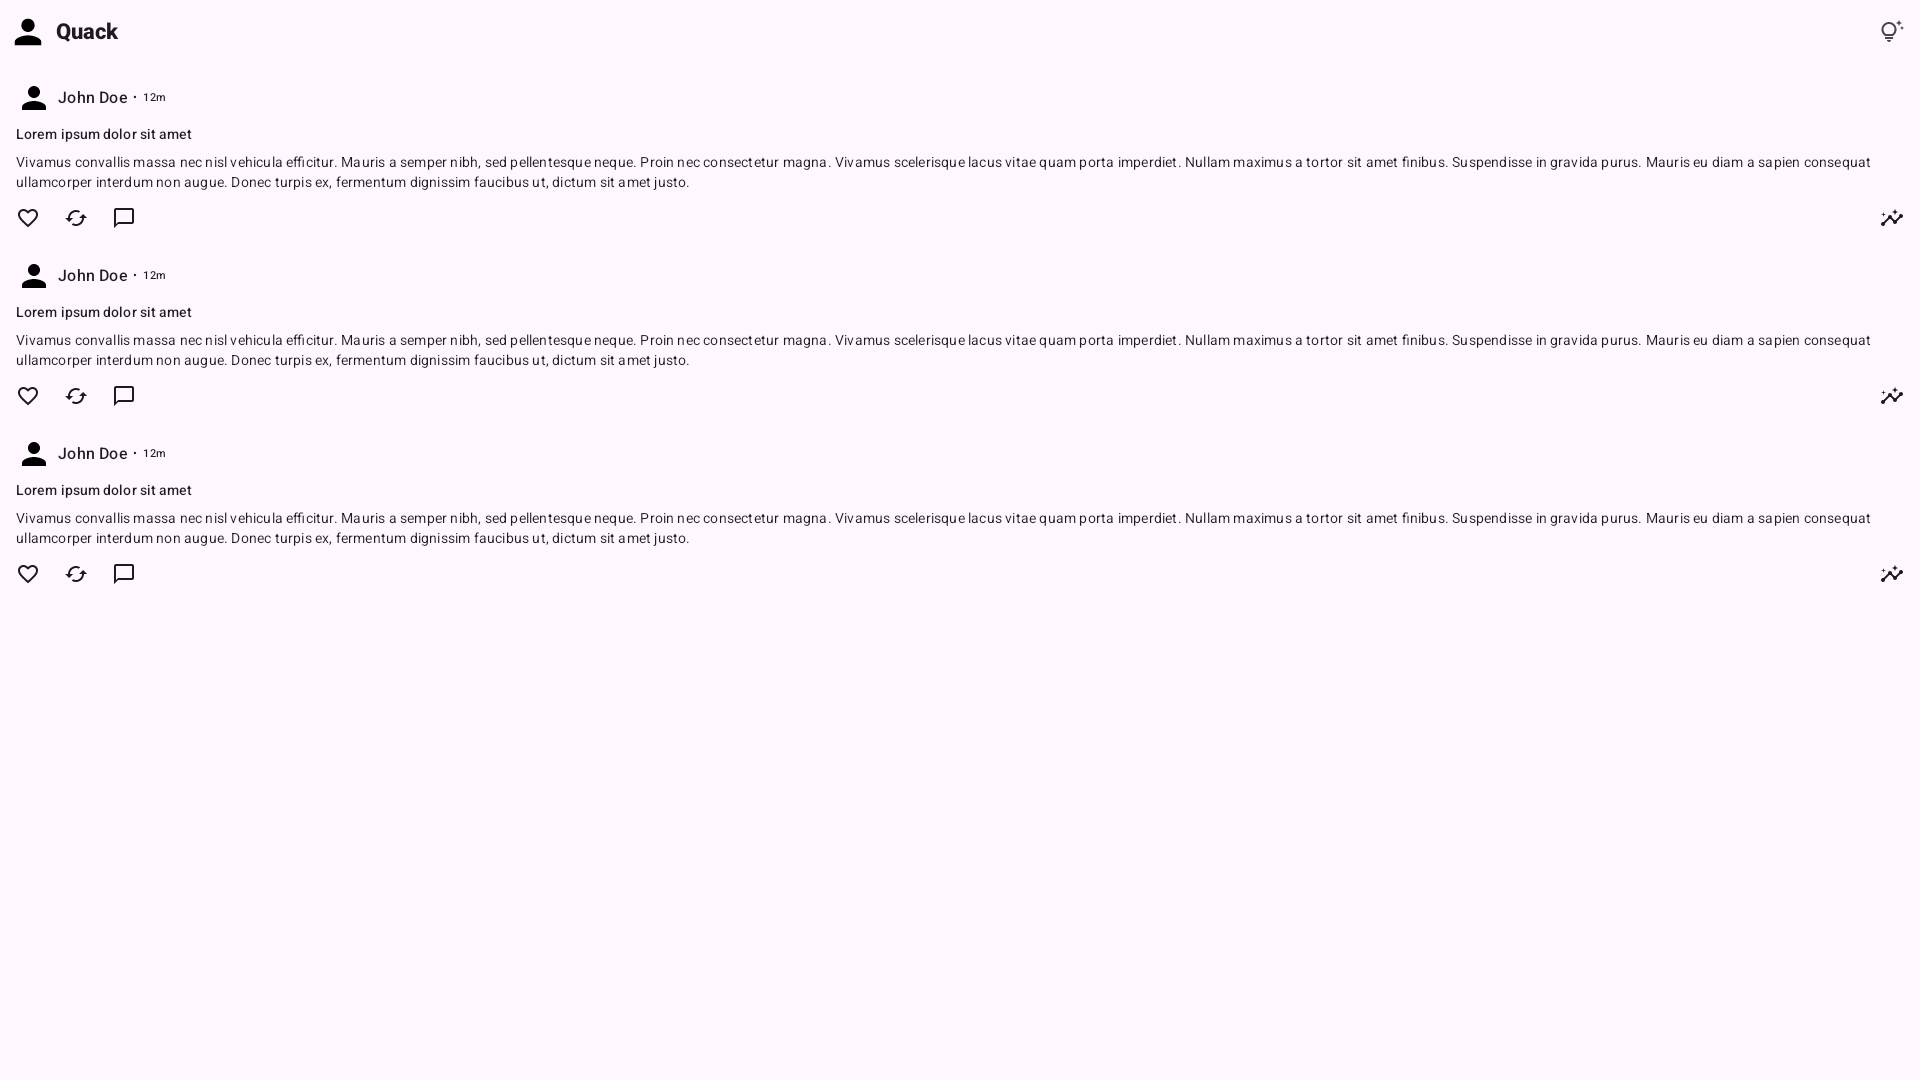 Quack
John Doe · 12m
Lorem ipsum dolor sit amet
Vivamus convallis massa nec nisl vehicula efficitur. Mauris a semper nibh, sed pellentesque neque. Proin nec consectetur magna. Vivamus scelerisque lacus vitae quam porta imperdiet. Nullam maximus a tortor sit amet finibus. Suspendisse in gravida purus. Mauris eu diam a sapien consequat
ullamcorper interdum non augue. Donec turpis ex, fermentum dignissim faucibus ut, dictum sit amet justo.
John Doe · 12m
Lorem ipsum dolor sit amet
Vivamus convallis massa nec nisl vehicula efficitur. Mauris a semper nibh, sed pellentesque neque. Proin nec consectetur magna. Vivamus scelerisque lacus vitae quam porta imperdiet. Nullam maximus a tortor sit amet finibus. Suspendisse in gravida purus. Mauris eu diam a sapien consequat
ullamcorper interdum non augue. Donec turpis ex, fermentum dignissim faucibus ut, dictum sit amet justo.
John Doe · 12m
Lorem ipsum dolor sit amet
Vivamus convallis massa nec nisl vehicula efficitur. Mauris a semper nibh, sed pellentesque neque. Proin nec consectetur magna. Vivamus scelerisque lacus vitae quam porta imperdiet. Nullam maximus a tortor sit amet finibus. Suspendisse in gravida purus. Mauris eu diam a sapien consequat
ullamcorper interdum non augue. Donec turpis ex, fermentum dignissim faucibus ut, dictum sit amet justo.